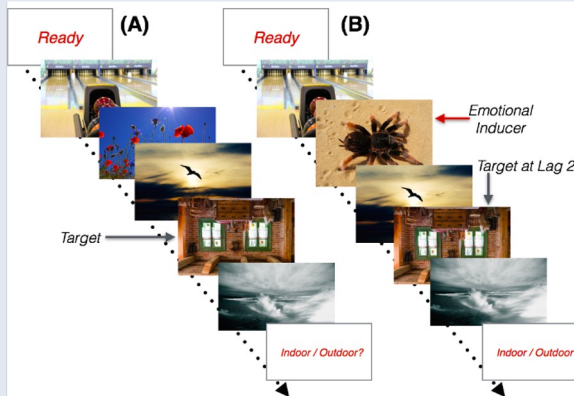 (A)
Ready
(B)
Ready
Emotional
Inducer
Target at Lag 2
Target
Indoor / Outdoor?
Indoor / Outdoor